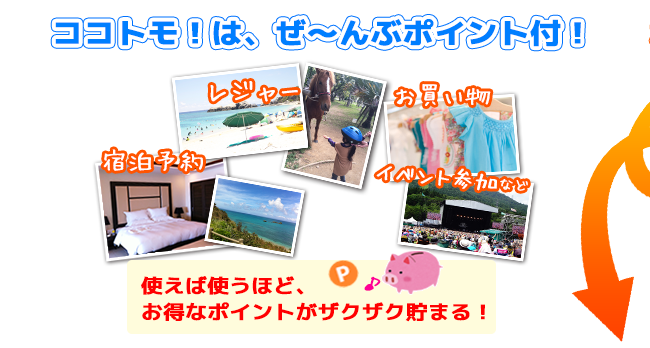 ココトモ！は、ぜ～んぶポイント付！
レジャー
お買い物
宿泊予約
イベント参加など
P
使えば使うほど、
お得なポイントがザクザク貯まる！